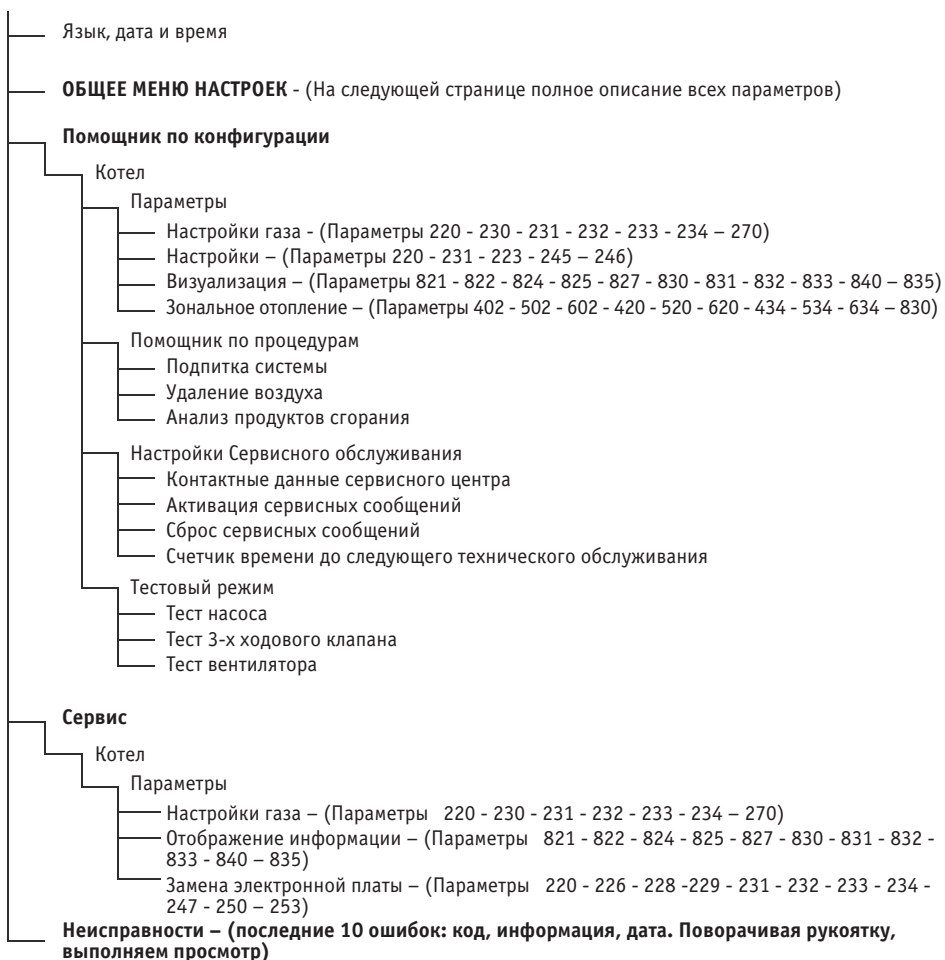 Язык, дата и время
ОБЩЕЕ МЕНЮ НАСТРОЕК - (На следующей странице полное описание всех параметров)
Помощник по конфигурации
Котел
Параметры
Настройки газа - (Параметры 220 - 230 - 231 - 232 - 233 - 234 – 270)
Настройки – (Параметры 220 - 231 - 223 - 245 – 246)
Визуализация – (Параметры 821 - 822 - 824 - 825 - 827 - 830 - 831 - 832 - 833 - 840 – 835)
Зональное отопление – (Параметры 402 - 502 - 602 - 420 - 520 - 620 - 434 - 534 - 634 – 830)
Помощник по процедурам
Подпитка системы
Удаление воздуха
Анализ продуктов сгорания
Настройки Сервисного обслуживания
Контактные данные сервисного центра
Активация сервисных сообщений
Сброс сервисных сообщений
Счетчик времени до следующего технического обслуживания
Тестовый режим
Тест насоса
Тест 3-х ходового клапана
Тест вентилятора
Сервис
Котел
Параметры
Настройки газа – (Параметры 220 - 230 - 231 - 232 - 233 - 234 – 270)
Отображение информации – (Параметры 821 - 822 - 824 - 825 - 827 - 830 - 831 - 832 -
833 - 840 – 835)
Замена электронной платы – (Параметры 220 - 226 - 228 -229 - 231 - 232 - 233 - 234 -
247 - 250 – 253)
Неисправности – (последние 10 ошибок: код, информация, дата. Поворачивая рукоятку,
выполняем просмотр)